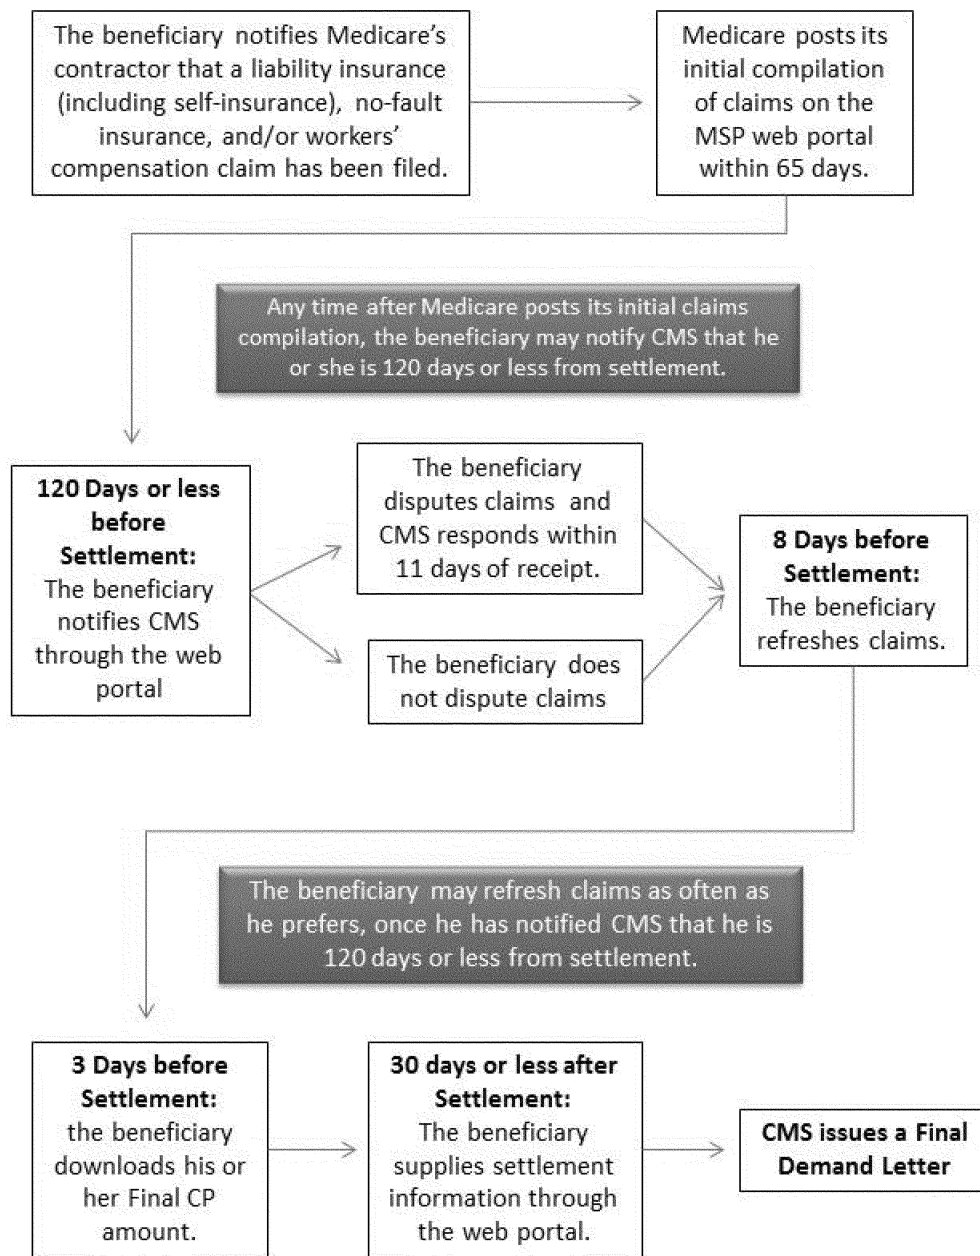 The beneficiary notifies Medicare’s
contractor that a liability insurance
(including self-insurance), no-fault
insurance, and/or workers’
compensation claim has been filed.
Medicare posts its
initial compilation
of claims on the
MSP web portal
within 65 days.
Any time after Medicare posts its initial claims
compilation, the beneficiary may notify CMS that he
or she is 120 days or less from settlement.
120 Days or less
before
Settlement:
The beneficiary
notifies CMS
through the web
portal
The beneficiary
disputes claims and
CMS responds within
11 days of receipt.
The beneficiary does
not dispute claims
8 Days before
Settlement:
The beneficiary
refreshes claims.
The beneficiary may refresh claims as often as
he prefers, once he has notified CMS that he is
120 days or less from settlement.
3 Days before
Settlement:
the beneficiary
downloads his or
her Final CP
amount.
30 days or less after
Settlement:
The beneficiary
supplies settlement
information through
the web portal.
CMS issues a Final
Demand Letter